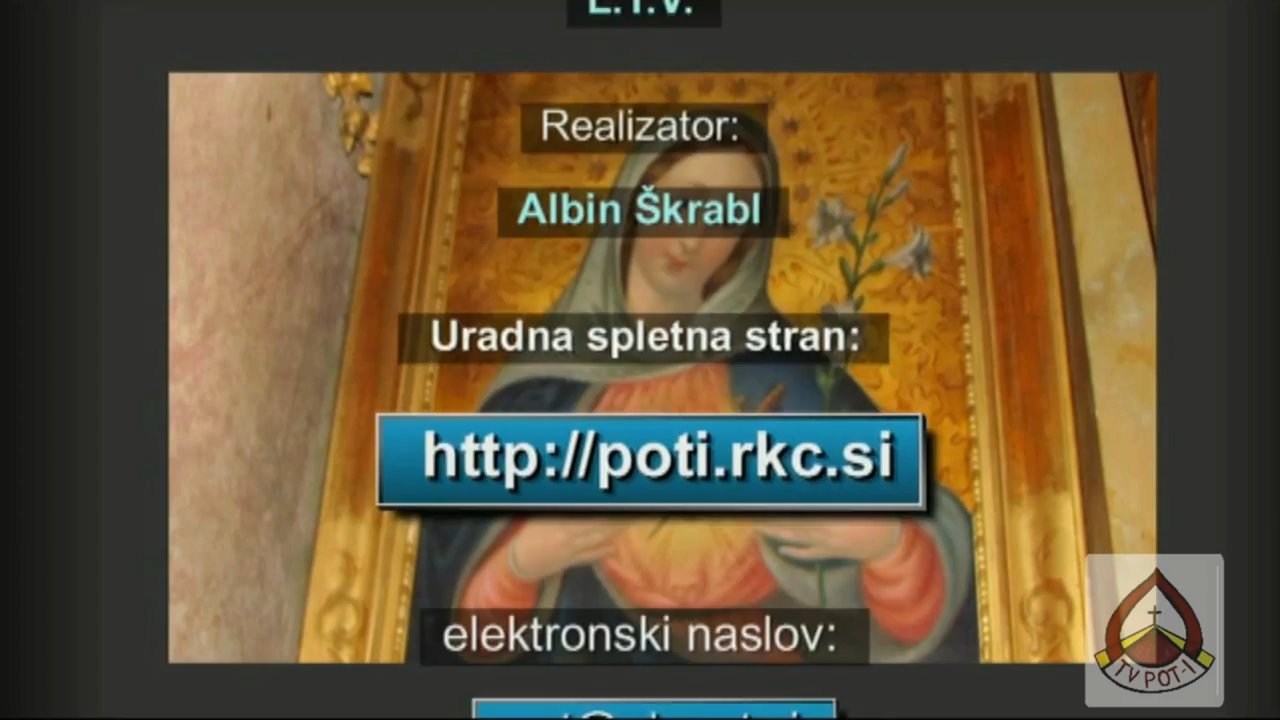 E.T.V.
Realizator:
Albin Škrabl
Uradna spletna stran:
http://poti.rkc.si
elektronski naslov:
TV POT-I